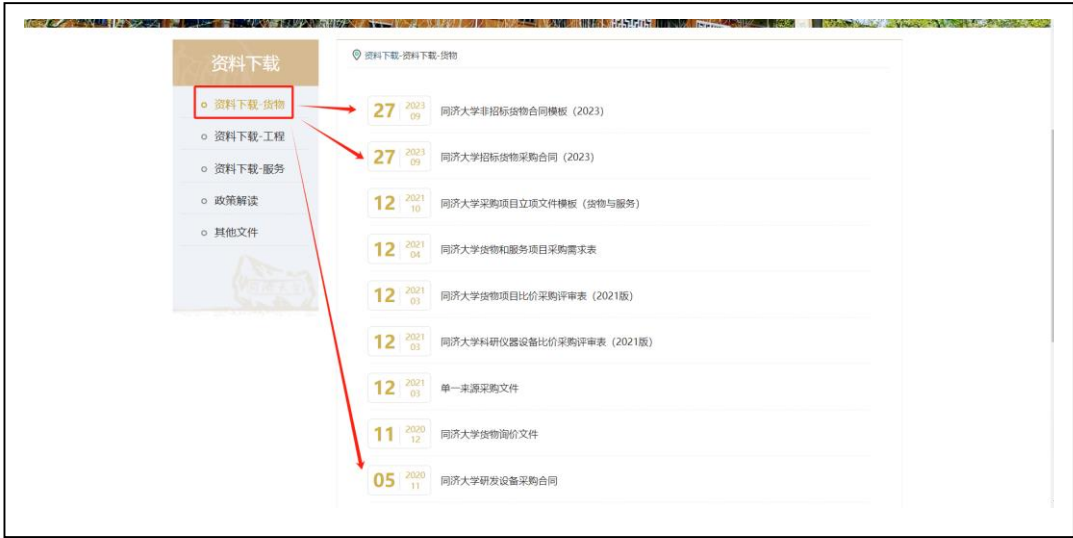 资料下载
资料下载-货物
资料下载-工程
资料下载-服务
政策解读
其他文件
资料下载-资料下载-货物
27 2023 09 同济大学非招标货物合同模板（2023）
27 2023 09 同济大学招标货物采购合同（2023）
12 2021 10 同济大学采购项目立项文件模板（货物与服务）
12 2021 04 同济大学货物和服务项目采购需求表
12 2021 03 同济大学货物项目比价采购评审表（2021版）
12 2021 03 同济大学科研仪器设备比价采购评审表（2021版）
12 2021 03 单一来源采购文件
11 2020 12 同济大学货物询价文件
05 2020 11 同济大学研发设备采购合同